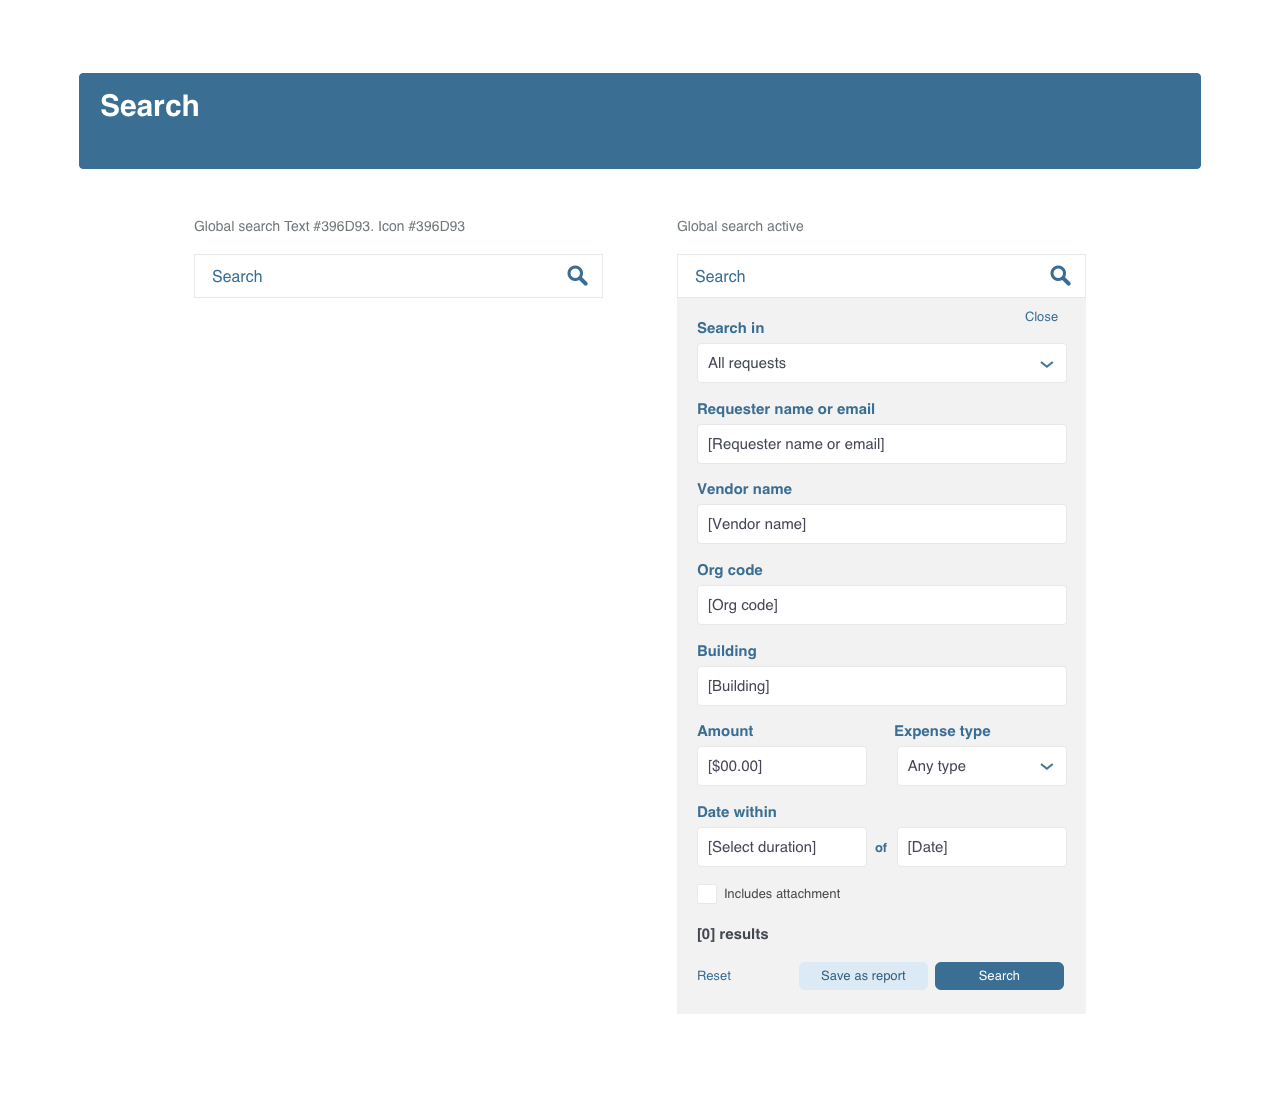 Search
Global search Text #396D93. Icon #396D93
Search
Global search active
Search
Close
Search in
All requests
Requester name or email
[Requester name or email]
Vendor name
[Vendor name]
Org code
[Org code]
Building
[Building]
Amount
Expense type
[$00.00]
Any type
Date within
[Select duration] of [Date]
Includes attachment
[0] results
Reset
Save as report
Search